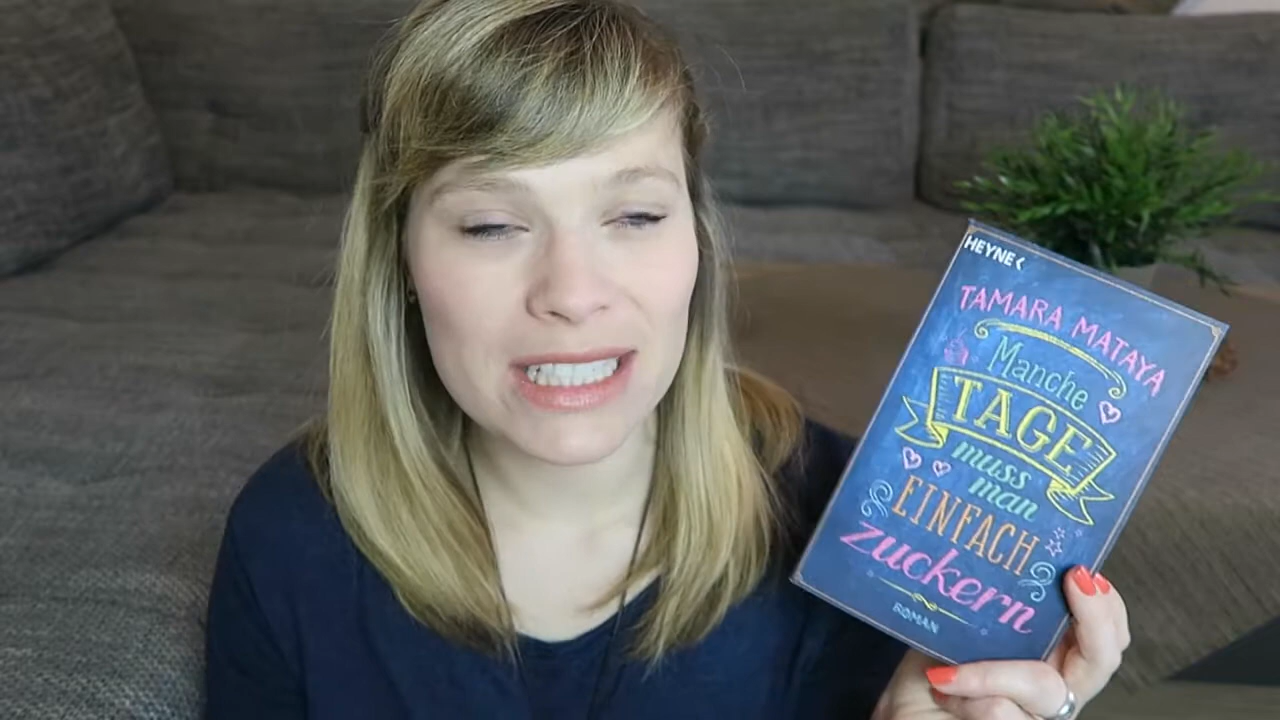 HEYNE<
TAMARA MATAYA
Manche
TAGE
muss
man
EINFACH
zuckern
ROMAN